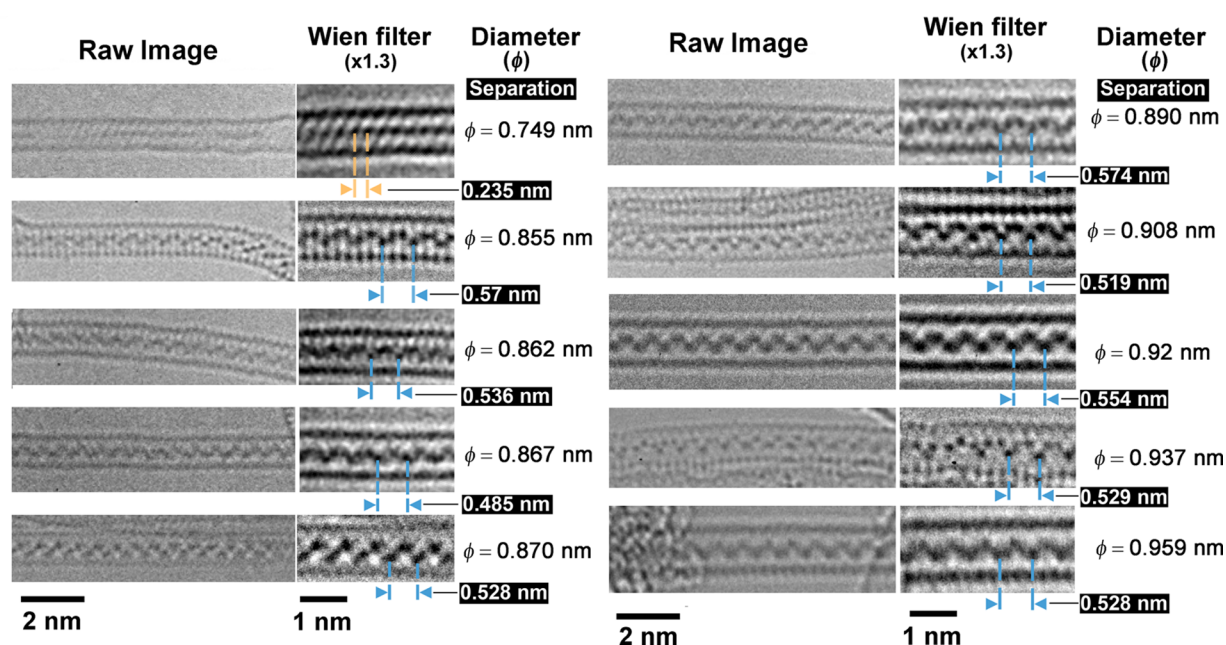 Raw Image
Wien filter
(x1.3)
Diameter
(ϕ)
Separation
ϕ = 0.749 nm
0.235 nm
ϕ = 0.855 nm
0.57 nm
ϕ = 0.862 nm
0.536 nm
ϕ = 0.867 nm
0.485 nm
ϕ = 0.870 nm
0.528 nm
2 nm
1 nm
Raw Image
Wien filter
(x1.3)
Diameter
(ϕ)
Separation
ϕ = 0.890 nm
0.574 nm
ϕ = 0.908 nm
0.519 nm
ϕ = 0.92 nm
0.554 nm
ϕ = 0.937 nm
0.529 nm
ϕ = 0.959 nm
0.528 nm
2 nm
1 nm